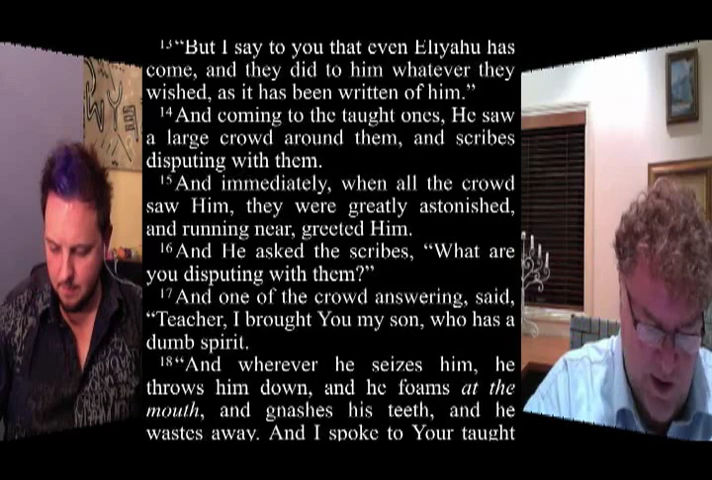 13“But I say to you that even Eliyahu has
come, and they did to him whatever they
wished, as it has been written of him.”
14And coming to the taught ones, He saw
a large crowd around them, and scribes
disputing with them.
15And immediately, when all the crowd
saw Him, they were greatly astonished,
and running near, greeted Him.
16And He asked the scribes, “What are
you disputing with them?”
17And one of the crowd answering, said,
“Teacher, I brought You my son, who has a
dumb spirit.
18“And wherever he seizes him, he
throws him down, and he foams at the
mouth, and gnashes his teeth, and he
wastes away. And I spoke to Your taught